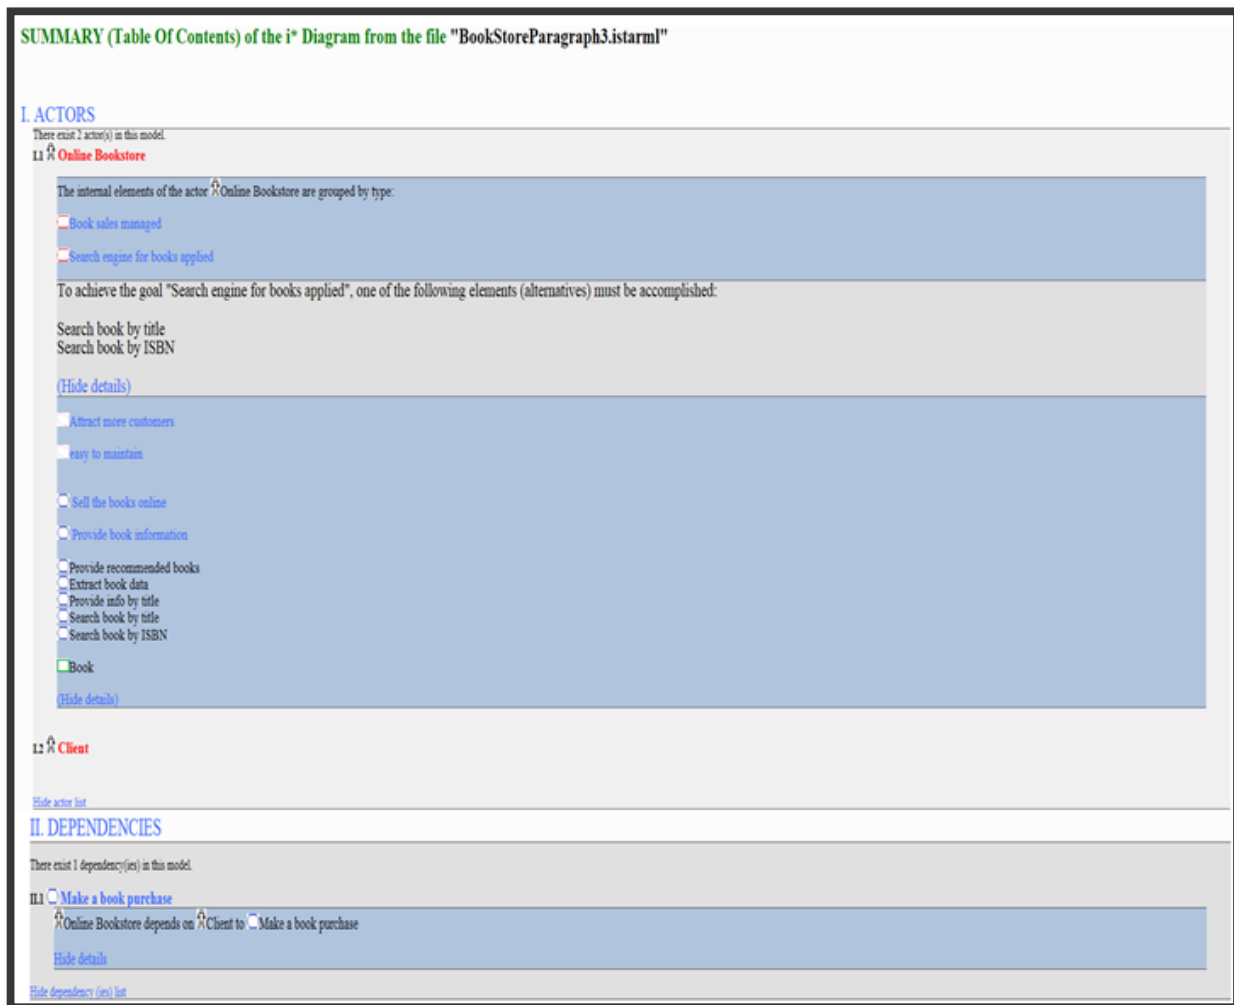 SUMMARY (Table Of Contents) of the i* Diagram from the file "BookStoreParagraph3.istarml"
I. ACTORS
There exist 2 actor(s) in this model.
I.1 Online Bookstore
The internal elements of the actor Online Bookstore are grouped by type:
Book sales managed
Search engine for books applied
To achieve the goal "Search engine for books applied", one of the following elements (alternatives) must be accomplished:
Search book by title
Search book by ISBN
(Hide details)
Attract more customers
easy to maintain
Sell the books online
Provide book information
Provide recommended books
Extract book data
Provide info by title
Search book by title
Search book by ISBN
Book
(Hide details)
I.2 Client
Hide actor list
II. DEPENDENCIES
There exist 1 dependency(ies) in this model.
II.1 Make a book purchase
Online Bookstore depends on Client to Make a book purchase
Hide details
Hide dependency (ies) list